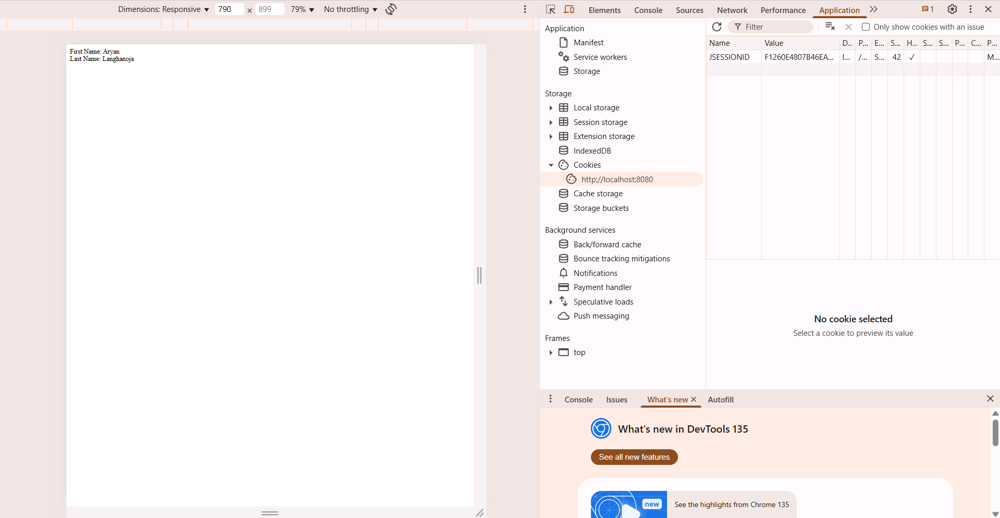 Dimensions: Responsive 790 × 899 79% No throttling
First Name: Aryan
Last Name: Langhanoja
Elements Console Sources Network Performance Application 1
Application
Manifest
Service workers
Storage
Storage
Local storage
Session storage
Extension storage
IndexedDB
Cookies
http://localhost:8080
Cache storage
Storage buckets
Background services
Back/forward cache
Bounce tracking mitigations
Notifications
Payment handler
Speculative loads
Push messaging
Frames
top
Filter Only show cookies with an issue
Name Value D... P... E... S... H... S... S... P... C... P...
JSESSIONID F1260E4807B46EA... l... /... S... 42 ✓ M...
No cookie selected
Select a cookie to preview its value
Console Issues What's new Autofill
What's new in DevTools 135
See all new features
new
See the highlights from Chrome 135